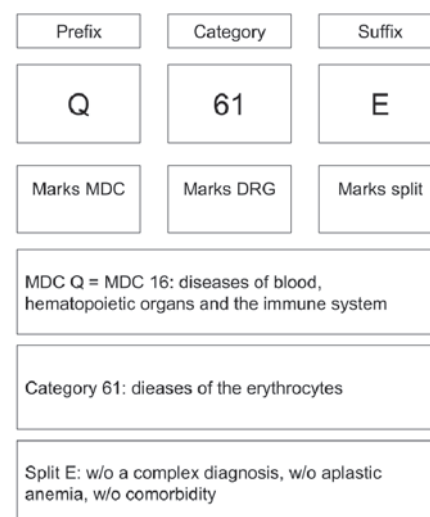 Prefix Category Suffix
Q 61 E
Marks MDC Marks DRG Marks split
MDC Q = MDC 16: diseases of blood,
hematopoietic organs and the immune system
Category 61: dieases of the erythrocytes
Split E: w/o a complex diagnosis, w/o aplastic
anemia, w/o comorbidity